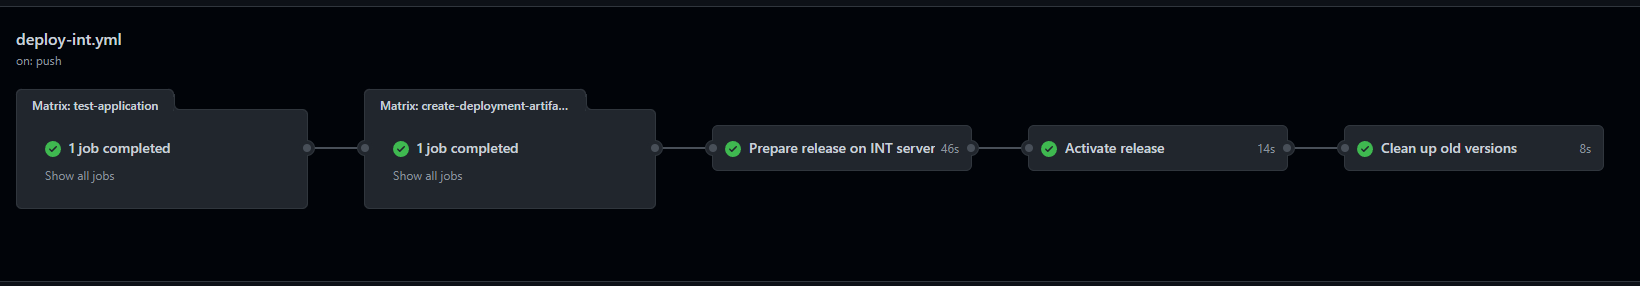 deploy-int.yml
on: push
Matrix: test-application
1 job completed
Show all jobs
Matrix: create-deployment-artifa...
1 job completed
Show all jobs
Prepare release on INT server 46s
Activate release 14s
Clean up old versions 8s